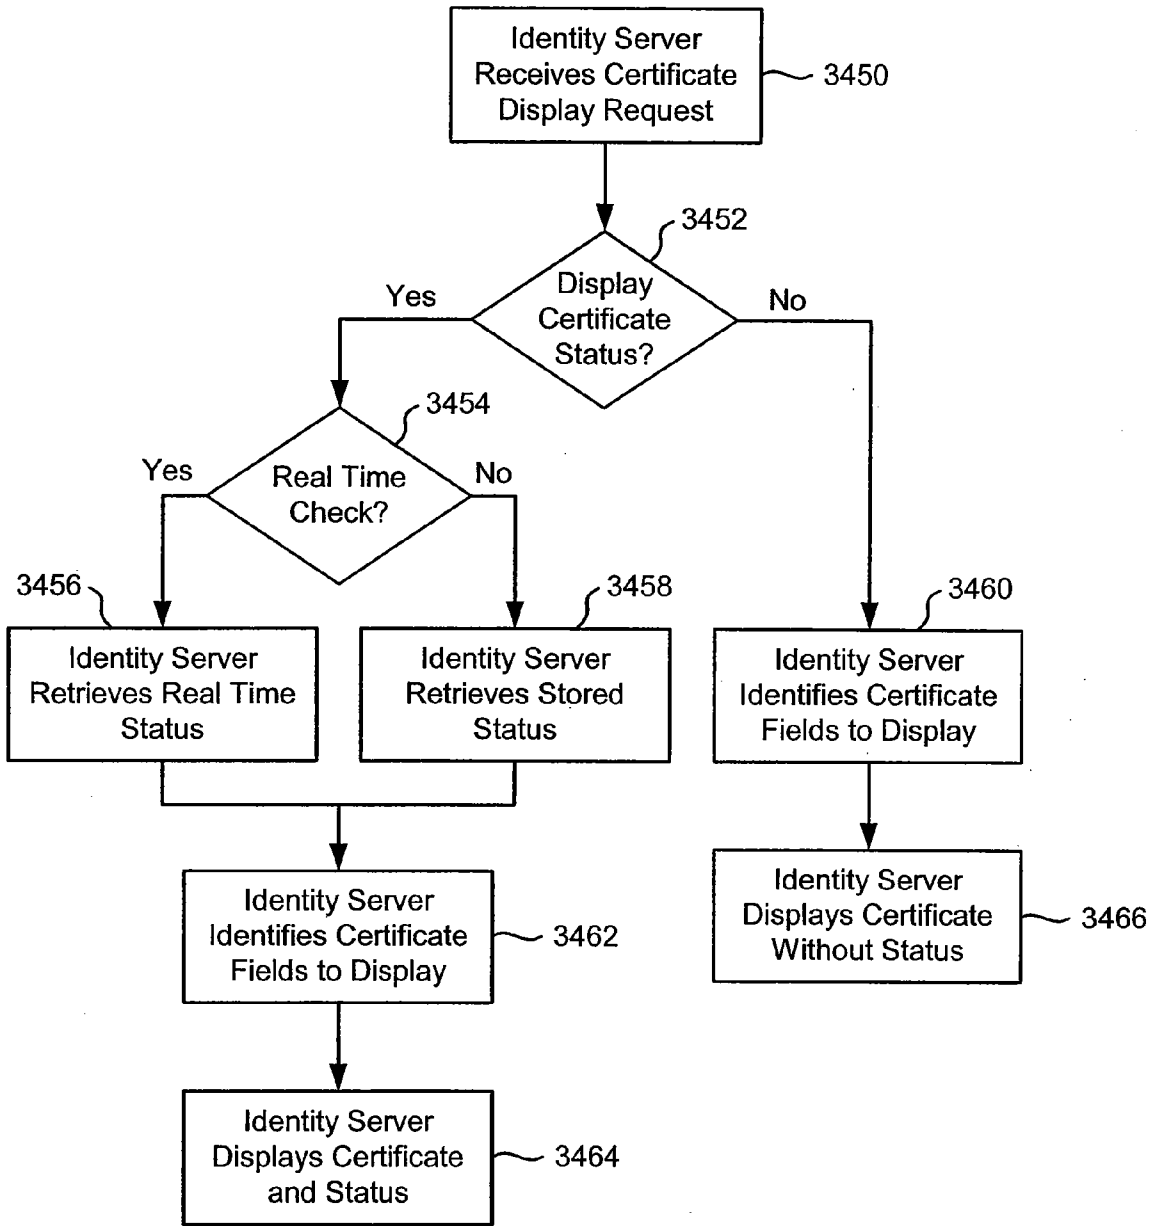 Identity Server
Receives Certificate
Display Request
3450
3452
Display
Certificate
Status?
Yes
No
3454
Real Time
Check?
Yes
No
3456
Identity Server
Retrieves Real Time
Status
3458
Identity Server
Retrieves Stored
Status
3460
Identity Server
Identifies Certificate
Fields to Display
Identity Server
Identifies Certificate
Fields to Display
3462
Identity Server
Displays Certificate
Without Status
3466
Identity Server
Displays Certificate
and Status
3464